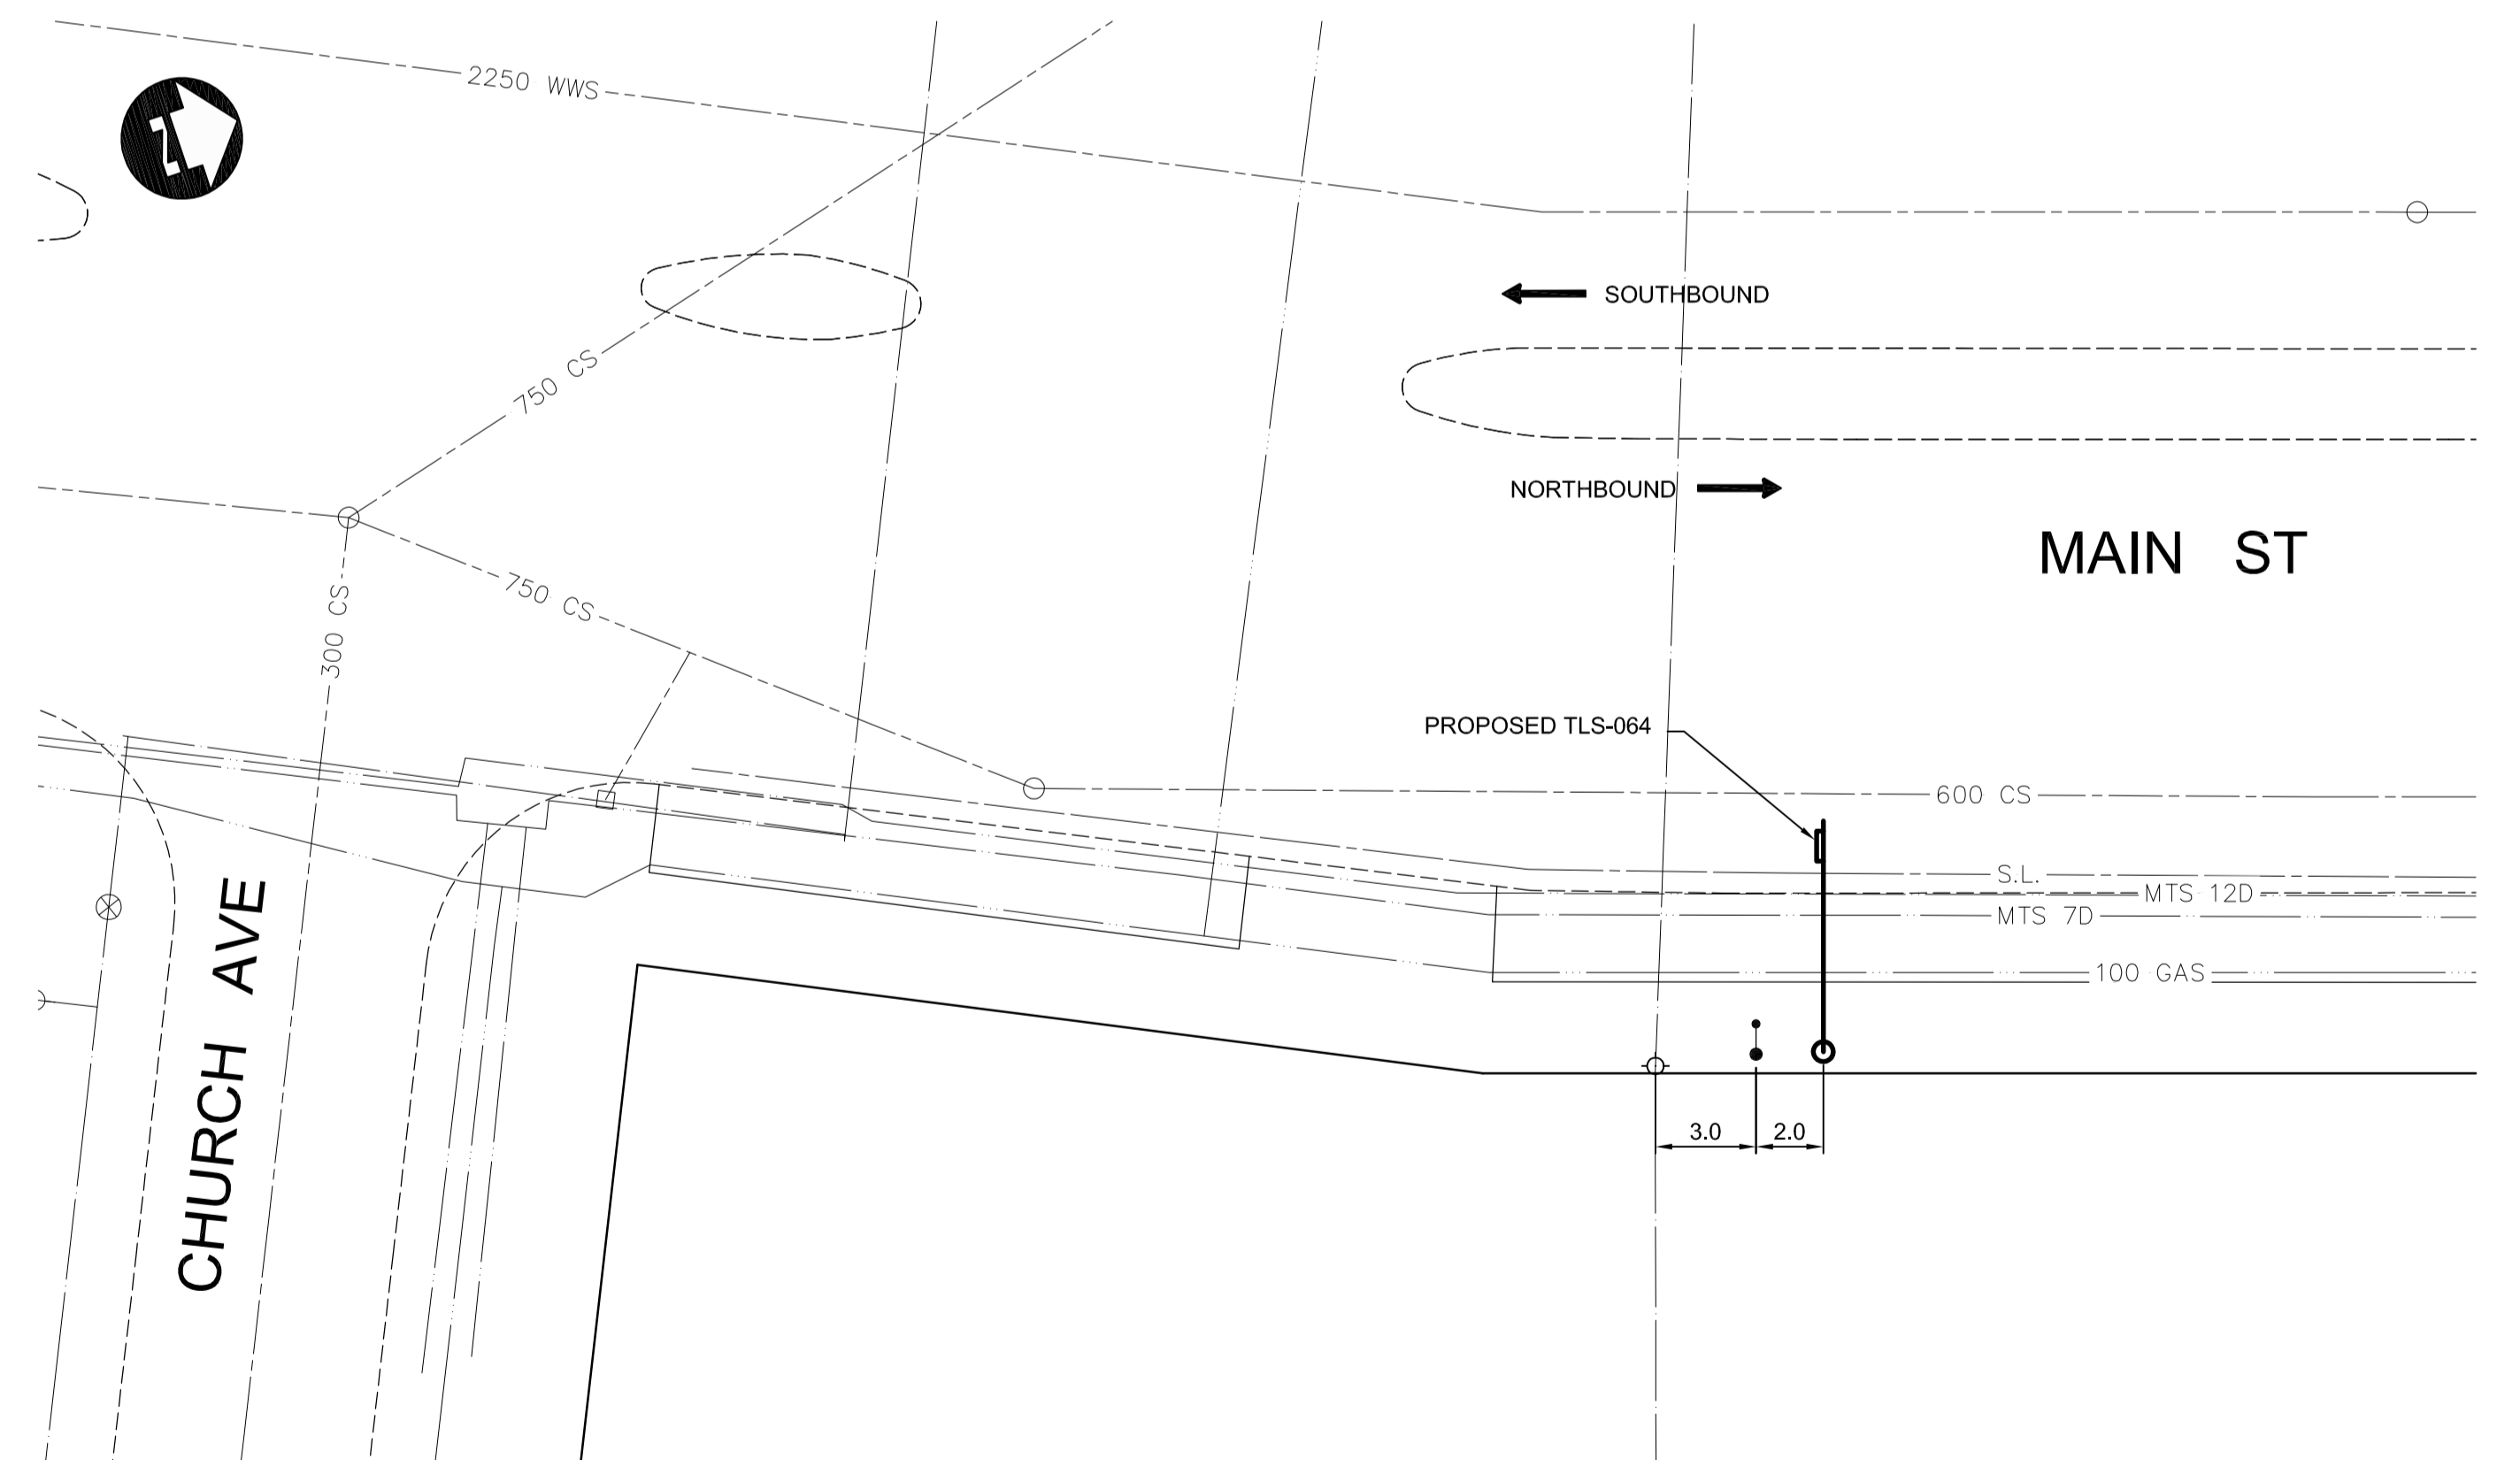 2250 WWS
N
SOUTHBOUND
750 CS
NORTHBOUND
MAIN ST
750 CS
300 CS
PROPOSED TLS-064
600 CS
S.L.
MTS 12D
MTS 7D
100 GAS
CHURCH AVE
3.0
2.0